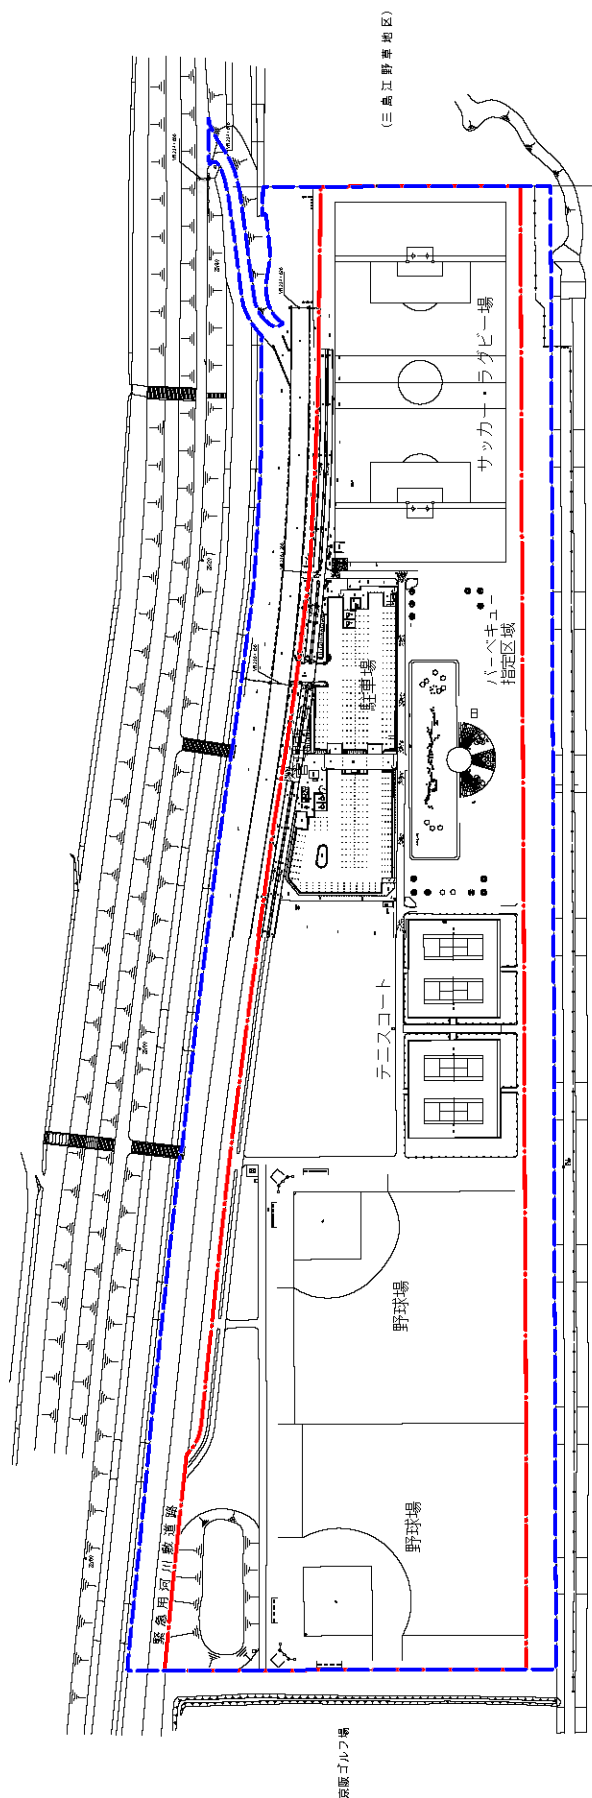 (三島江野草地区)
サッカー・ラグビー場
バーベキュー
指定区域
駐車場
テニスコート
野球場
野球場
緊急用河川敷道路
京阪ゴルフ場